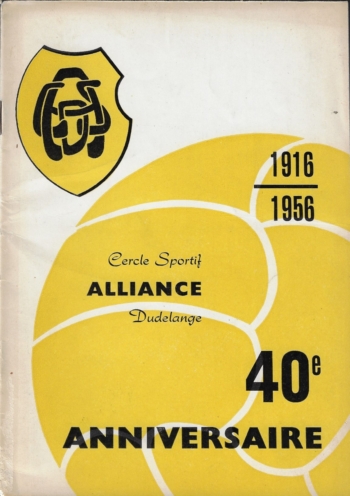 1916
1956
Cercle Sportif
ALLIANCE
Dudelange
40e
ANNIVERSAIRE